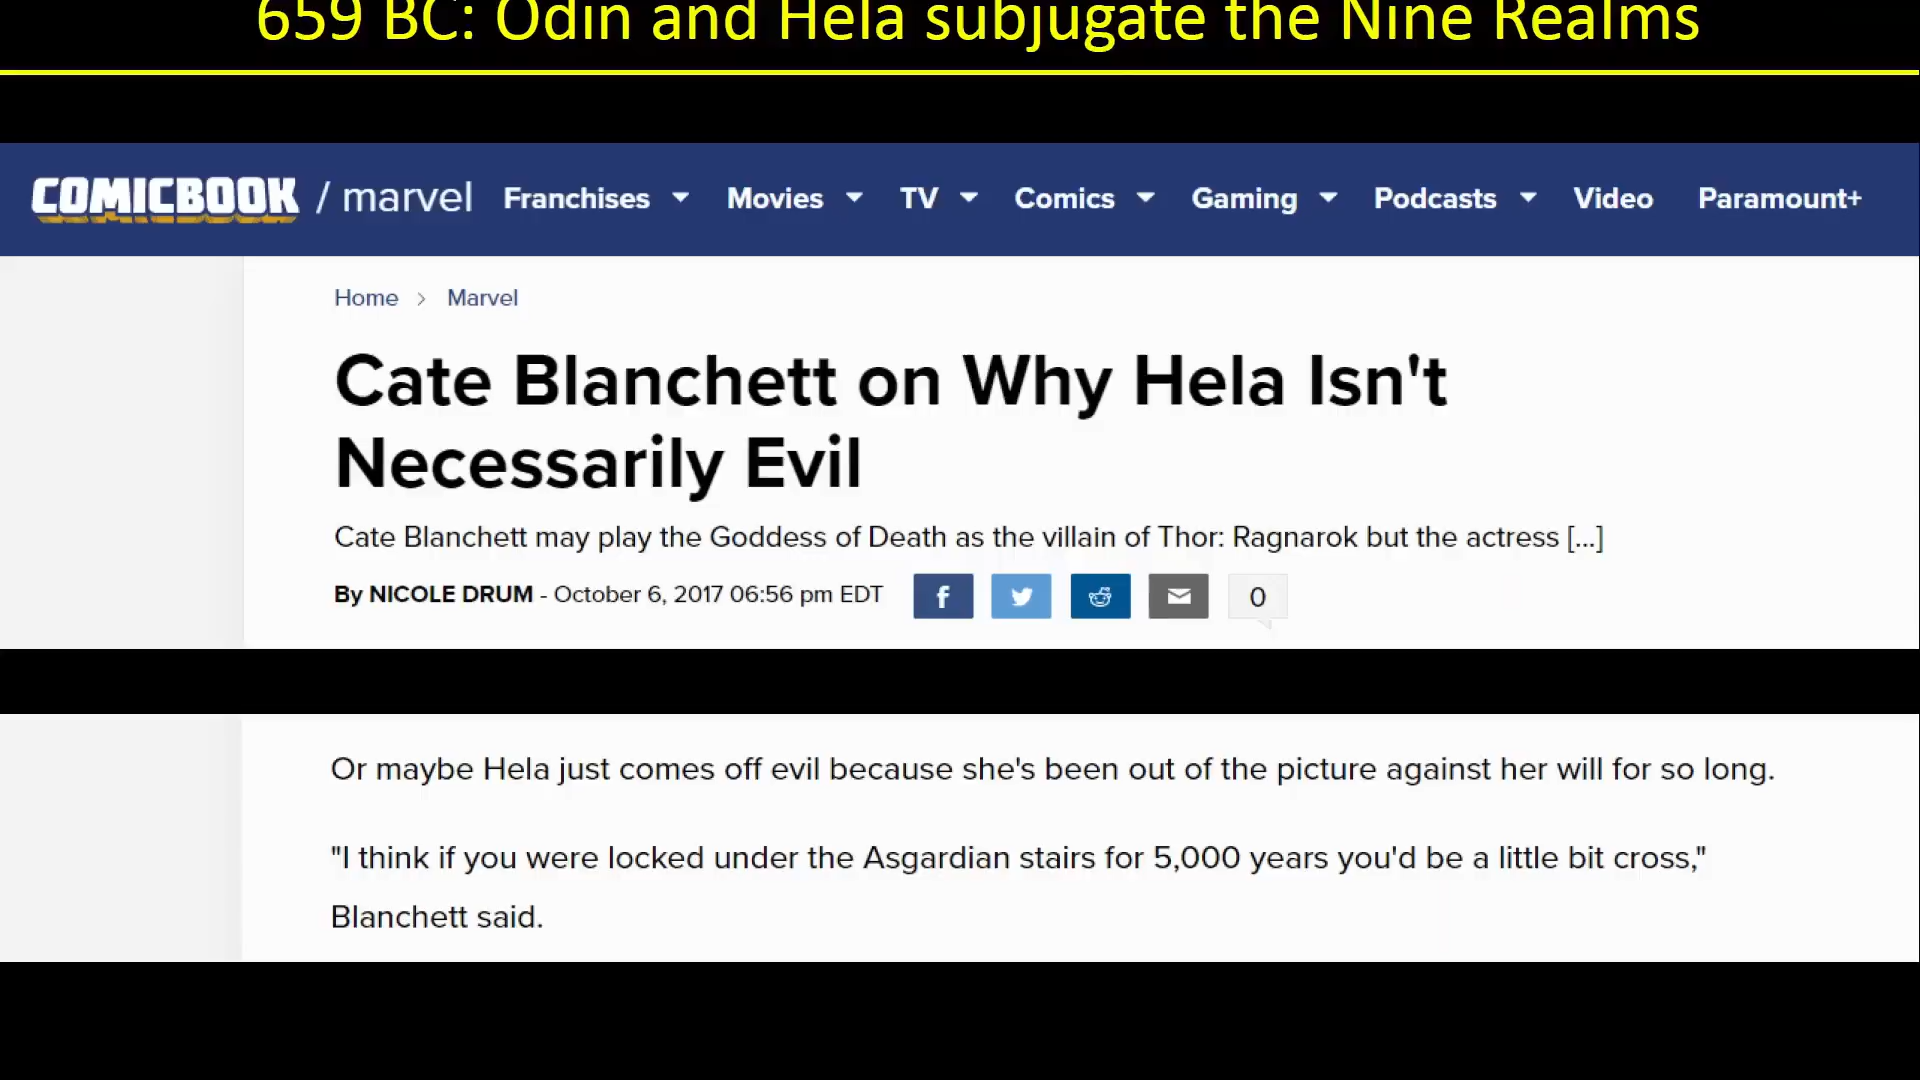 659 BC: Odin and Hela subjugate the Nine Realms
COMICBOOK / marvel Franchises Movies TV Comics Gaming Podcasts Video Paramount+
Home > Marvel
Cate Blanchett on Why Hela Isn't
Necessarily Evil
Cate Blanchett may play the Goddess of Death as the villain of Thor: Ragnarok but the actress [...]
By NICOLE DRUM - October 6, 2017 06:56 pm EDT f 0
Or maybe Hela just comes off evil because she's been out of the picture against her will for so long.
"I think if you were locked under the Asgardian stairs for 5,000 years you'd be a little bit cross,"
Blanchett said.